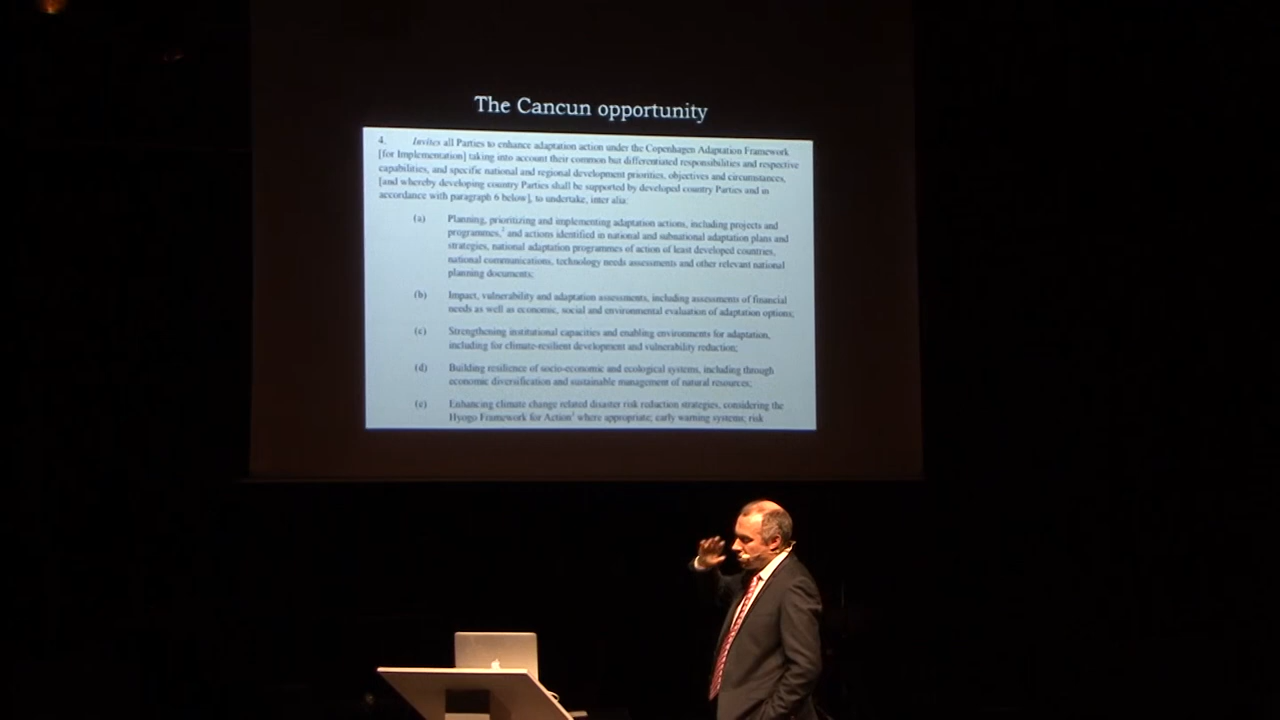 The Cancun opportunity
4. Invites all Parties to enhance adaptation action under the Copenhagen Adaptation Framework
[for Implementation] taking into account their common but differentiated responsibilities and respective
capabilities, and specific national and regional development priorities, objectives and circumstances,
[and whereby developing country Parties shall be supported by developed country Parties and in
accordance with paragraph 6 below], to undertake, inter alia:
(a) Planning, prioritizing and implementing adaptation actions, including projects and
programmes,² and actions identified in national and subnational adaptation plans and
strategies, national adaptation programmes of action of least developed countries,
national communications, technology needs assessments and other relevant national
planning documents;
(b) Impact, vulnerability and adaptation assessments, including assessments of financial
needs as well as economic, social and environmental evaluation of adaptation options;
(c) Strengthening institutional capacities and enabling environments for adaptation,
including for climate-resilient development and vulnerability reduction;
(d) Building resilience of socio-economic and ecological systems, including through
economic diversification and sustainable management of natural resources;
(e) Enhancing climate change related disaster risk reduction strategies, considering the
Hyogo Framework for Action³ where appropriate; early warning systems; risk